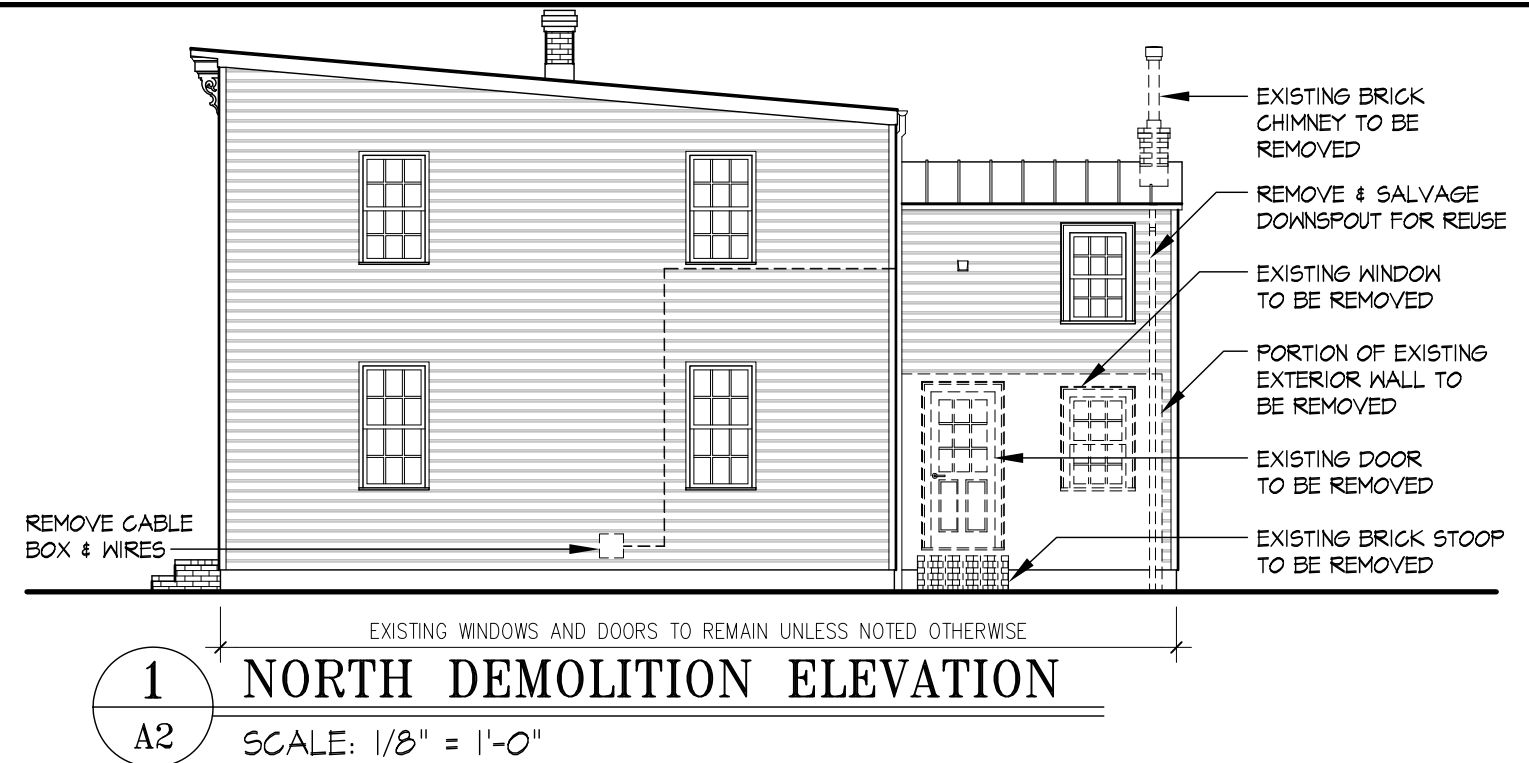 EXISTING BRICK
CHIMNEY TO BE
REMOVED
REMOVE & SALVAGE
DOWNSPOUT FOR REUSE
EXISTING WINDOW
TO BE REMOVED
PORTION OF EXISTING
EXTERIOR WALL TO
BE REMOVED
EXISTING DOOR
TO BE REMOVED
EXISTING BRICK STOOP
TO BE REMOVED
REMOVE CABLE
BOX & WIRES
EXISTING WINDOWS AND DOORS TO REMAIN UNLESS NOTED OTHERWISE
1
A2
NORTH DEMOLITION ELEVATION
SCALE: 1/8" = 1'-0"